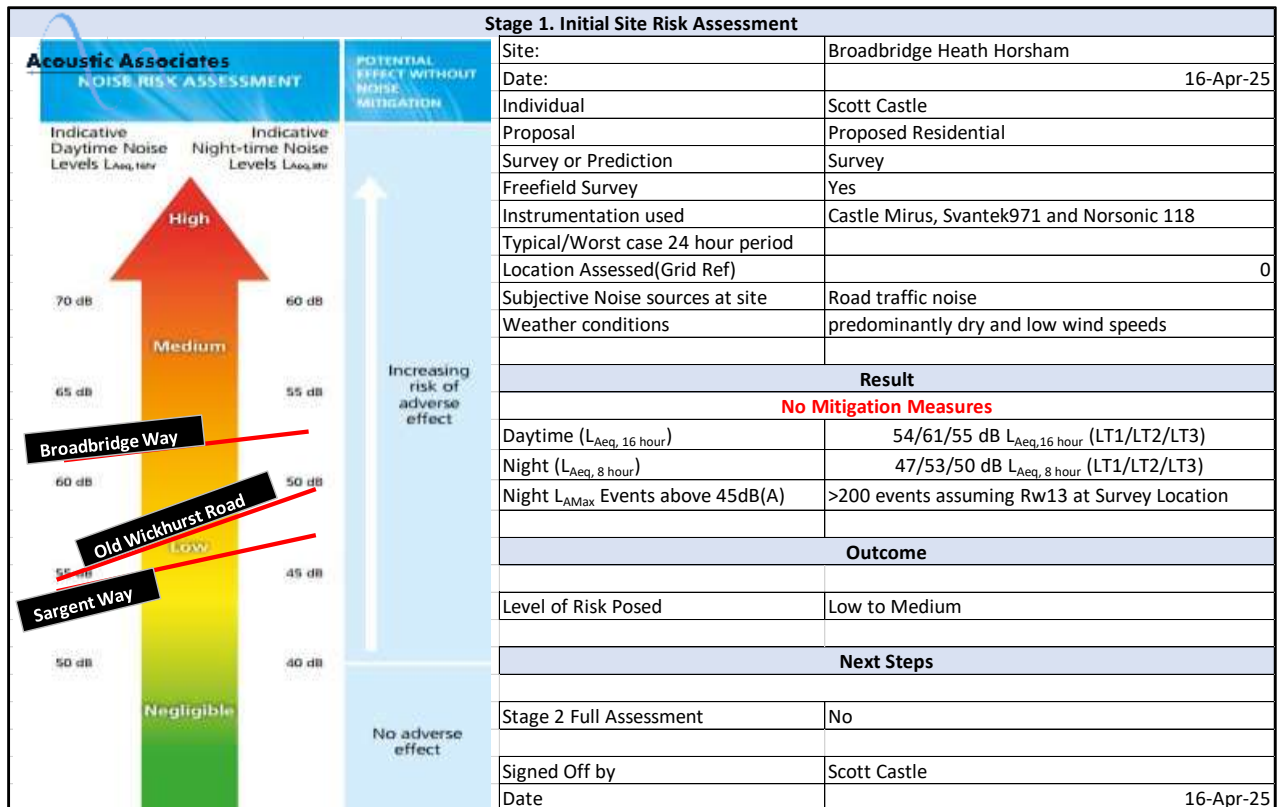 Stage 1. Initial Site Risk Assessment
Acoustic Associates
NOISE RISK ASSESSMENT
POTENTIAL
EFFECT WITHOUT
NOISE
MITIGATION
Indicative
Daytime Noise
Levels LAeq,16hr
Indicative
Night-time Noise
Levels LAeq,8hr
High
70 dB
60 dB
Medium
65 dB
55 dB
Increasing
risk of
adverse
effect
Broadbridge Way
60 dB
50 dB
Old Wickhurst Road
Low
55 dB
45 dB
Sargent Way
50 dB
40 dB
Negligible
No adverse
effect
Site: Broadbridge Heath Horsham
Date: 16-Apr-25
Individual Scott Castle
Proposal Proposed Residential
Survey or Prediction Survey
Freefield Survey Yes
Instrumentation used Castle Mirus, Svantek971 and Norsonic 118
Typical/Worst case 24 hour period
Location Assessed(Grid Ref) 0
Subjective Noise sources at site Road traffic noise
Weather conditions predominantly dry and low wind speeds
Result
No Mitigation Measures
Daytime (LAeq, 16 hour) 54/61/55 dB LAeq,16 hour (LT1/LT2/LT3)
Night (LAeq, 8 hour) 47/53/50 dB LAeq, 8 hour (LT1/LT2/LT3)
Night LAMax Events above 45dB(A) >200 events assuming Rw13 at Survey Location
Outcome
Level of Risk Posed Low to Medium
Next Steps
Stage 2 Full Assessment No
Signed Off by Scott Castle
Date 16-Apr-25